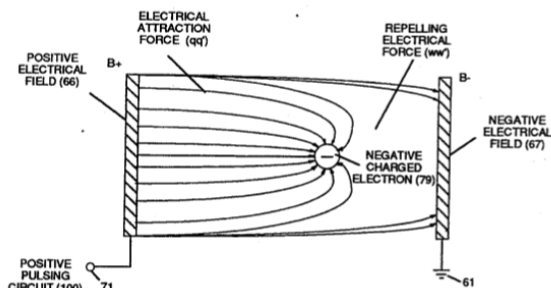 ELECTRICAL
ATTRACTION
FORCE (qq')
REPELLING
ELECTRICAL
FORCE (ww')
POSITIVE
ELECTRICAL
FIELD (66)
B+
B-
NEGATIVE
ELECTRICAL
FIELD (67)
NEGATIVE
CHARGED
ELECTRON (79)
POSITIVE
PULSING
CIRCUIT (100)
71
61